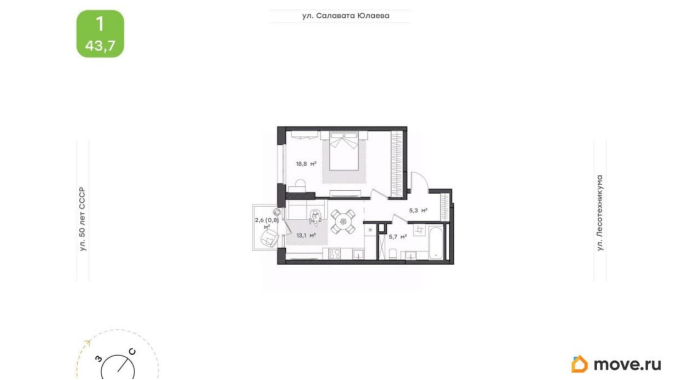 ул. Салавата Юлаева
1
43,7
18,8 м²
5,3 м²
2,6 (0,8)
м²
13,1 м²
5,7 м²
ул. 50 лет СССР
ул. Лесотехникума
З
С
move.ru